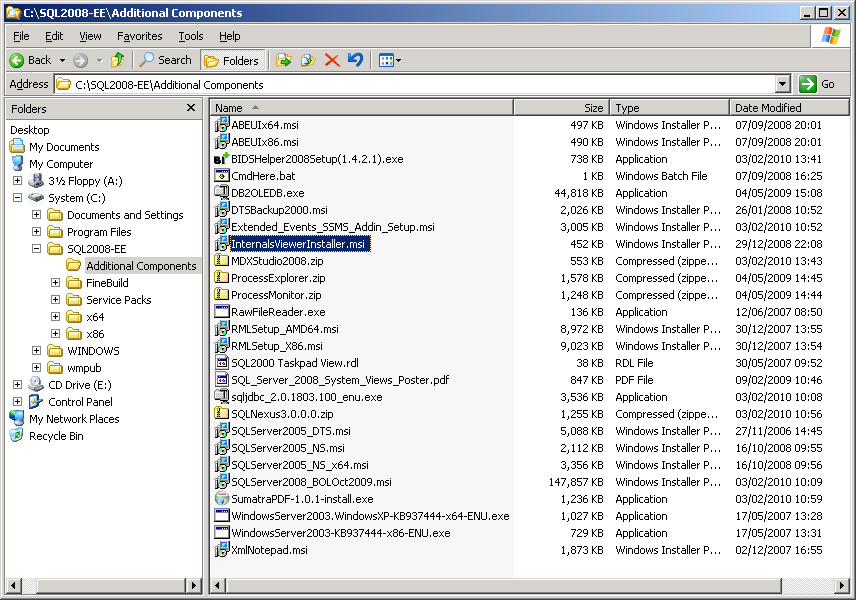 C:\SQL2008-EE\Additional Components
File Edit View Favorites Tools Help
Back Search Folders
Address C:\SQL2008-EE\Additional Components Go
Folders
Desktop
My Documents
My Computer
3½ Floppy (A:)
System (C:)
Documents and Settings
Program Files
SQL2008-EE
Additional Components
FineBuild
Service Packs
x64
x86
WINDOWS
wmpub
CD Drive (E:)
Control Panel
My Network Places
Recycle Bin
Name Size Type Date Modified
ABEUIx64.msi 497 KB Windows Installer P... 07/09/2008 20:01
ABEUIx86.msi 490 KB Windows Installer P... 07/09/2008 20:01
BIDSHelper2008Setup(1.4.2.1).exe 738 KB Application 03/02/2010 13:41
CmdHere.bat 1 KB Windows Batch File 07/09/2008 16:25
DB2OLEDB.exe 44,818 KB Application 04/05/2009 15:08
DTSBackup2000.msi 2,026 KB Windows Installer P... 26/01/2008 10:52
Extended_Events_SSMS_Addin_Setup.msi 3,005 KB Windows Installer P... 03/02/2010 10:52
InternalsViewerInstaller.msi 452 KB Windows Installer P... 29/12/2008 22:08
MDXStudio2008.zip 553 KB Compressed (zippe... 03/02/2010 13:43
ProcessExplorer.zip 1,578 KB Compressed (zippe... 04/05/2009 14:45
ProcessMonitor.zip 1,248 KB Compressed (zippe... 04/05/2009 14:44
RawFileReader.exe 136 KB Application 12/06/2007 08:50
RMLSetup_AMD64.msi 8,972 KB Windows Installer P... 30/12/2007 13:55
RMLSetup_X86.msi 9,023 KB Windows Installer P... 30/12/2007 13:54
SQL2000 Taskpad View.rdl 38 KB RDL File 30/05/2007 09:52
SQL_Server_2008_System_Views_Poster.pdf 847 KB PDF File 09/02/2009 10:46
sqljdbc_2.0.1803.100_enu.exe 3,536 KB Application 03/02/2010 10:08
SQLNexus3.0.0.0.zip 1,255 KB Compressed (zippe... 03/02/2010 10:56
SQLServer2005_DTS.msi 5,088 KB Windows Installer P... 27/11/2006 14:45
SQLServer2005_NS.msi 2,112 KB Windows Installer P... 16/10/2008 09:55
SQLServer2005_NS_x64.msi 3,356 KB Windows Installer P... 16/10/2008 09:56
SQLServer2008_BOLOct2009.msi 147,857 KB Windows Installer P... 03/02/2010 10:09
SumatraPDF-1.0.1-install.exe 1,236 KB Application 03/02/2010 10:59
WindowsServer2003.WindowsXP-KB937444-x64-ENU.exe 1,027 KB Application 17/05/2007 13:28
WindowsServer2003-KB937444-x86-ENU.exe 729 KB Application 17/05/2007 13:31
XmlNotepad.msi 1,873 KB Windows Installer P... 02/12/2007 16:55